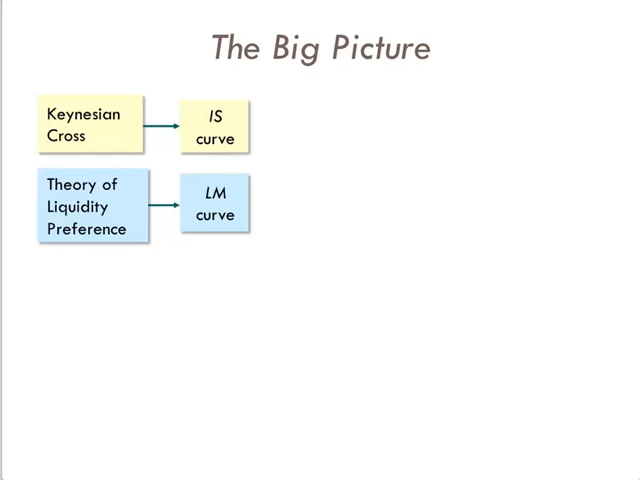 The Big Picture
Keynesian
Cross
IS
curve
Theory of
Liquidity
Preference
LM
curve